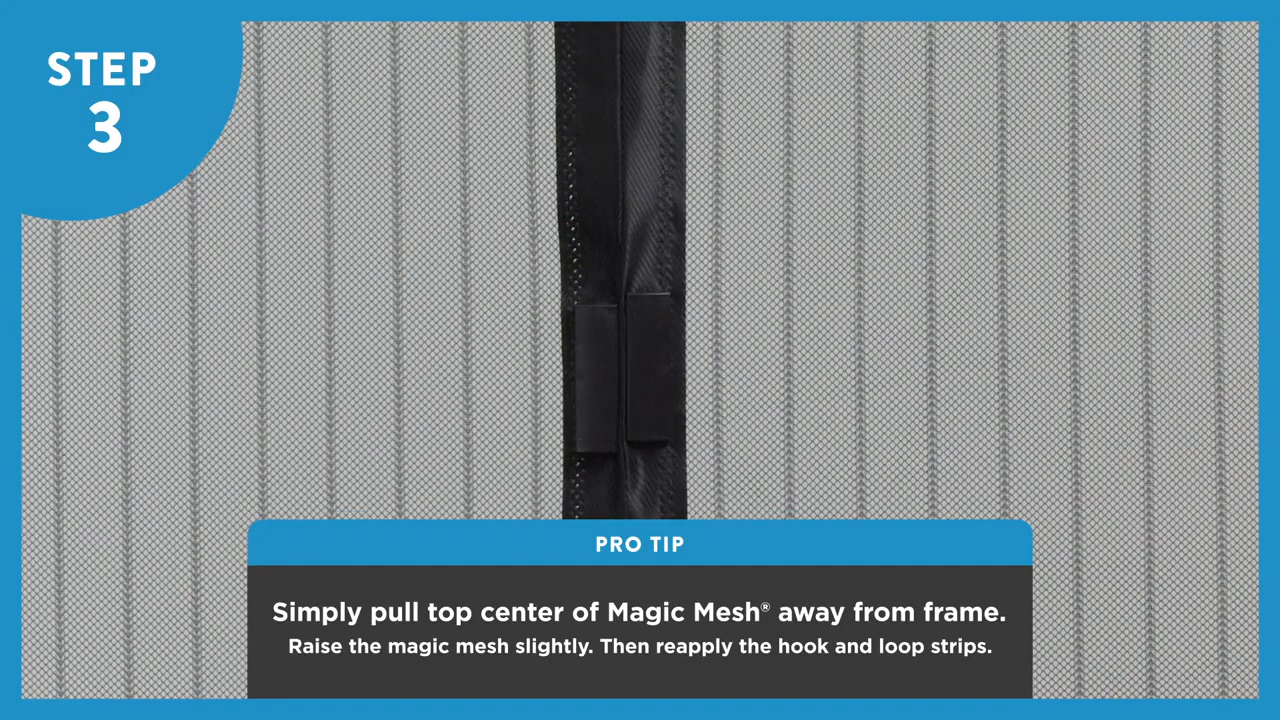 STEP
3
PRO TIP
Simply pull top center of Magic Mesh® away from frame.
Raise the magic mesh slightly. Then reapply the hook and loop strips.